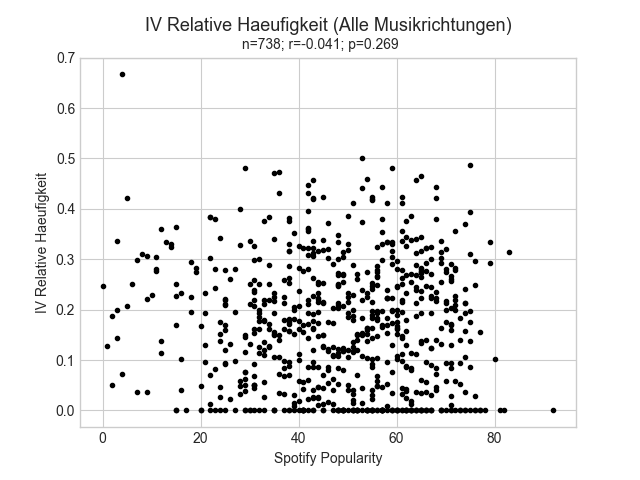 IV Relative Haeufigkeit (Alle Musikrichtungen)
n=738; r=-0.041; p=0.269
0.7
0.6
0.5
0.4
0.3
0.2
0.1
0.0
IV Relative Haeufigkeit
0 20 40 60 80
Spotify Popularity